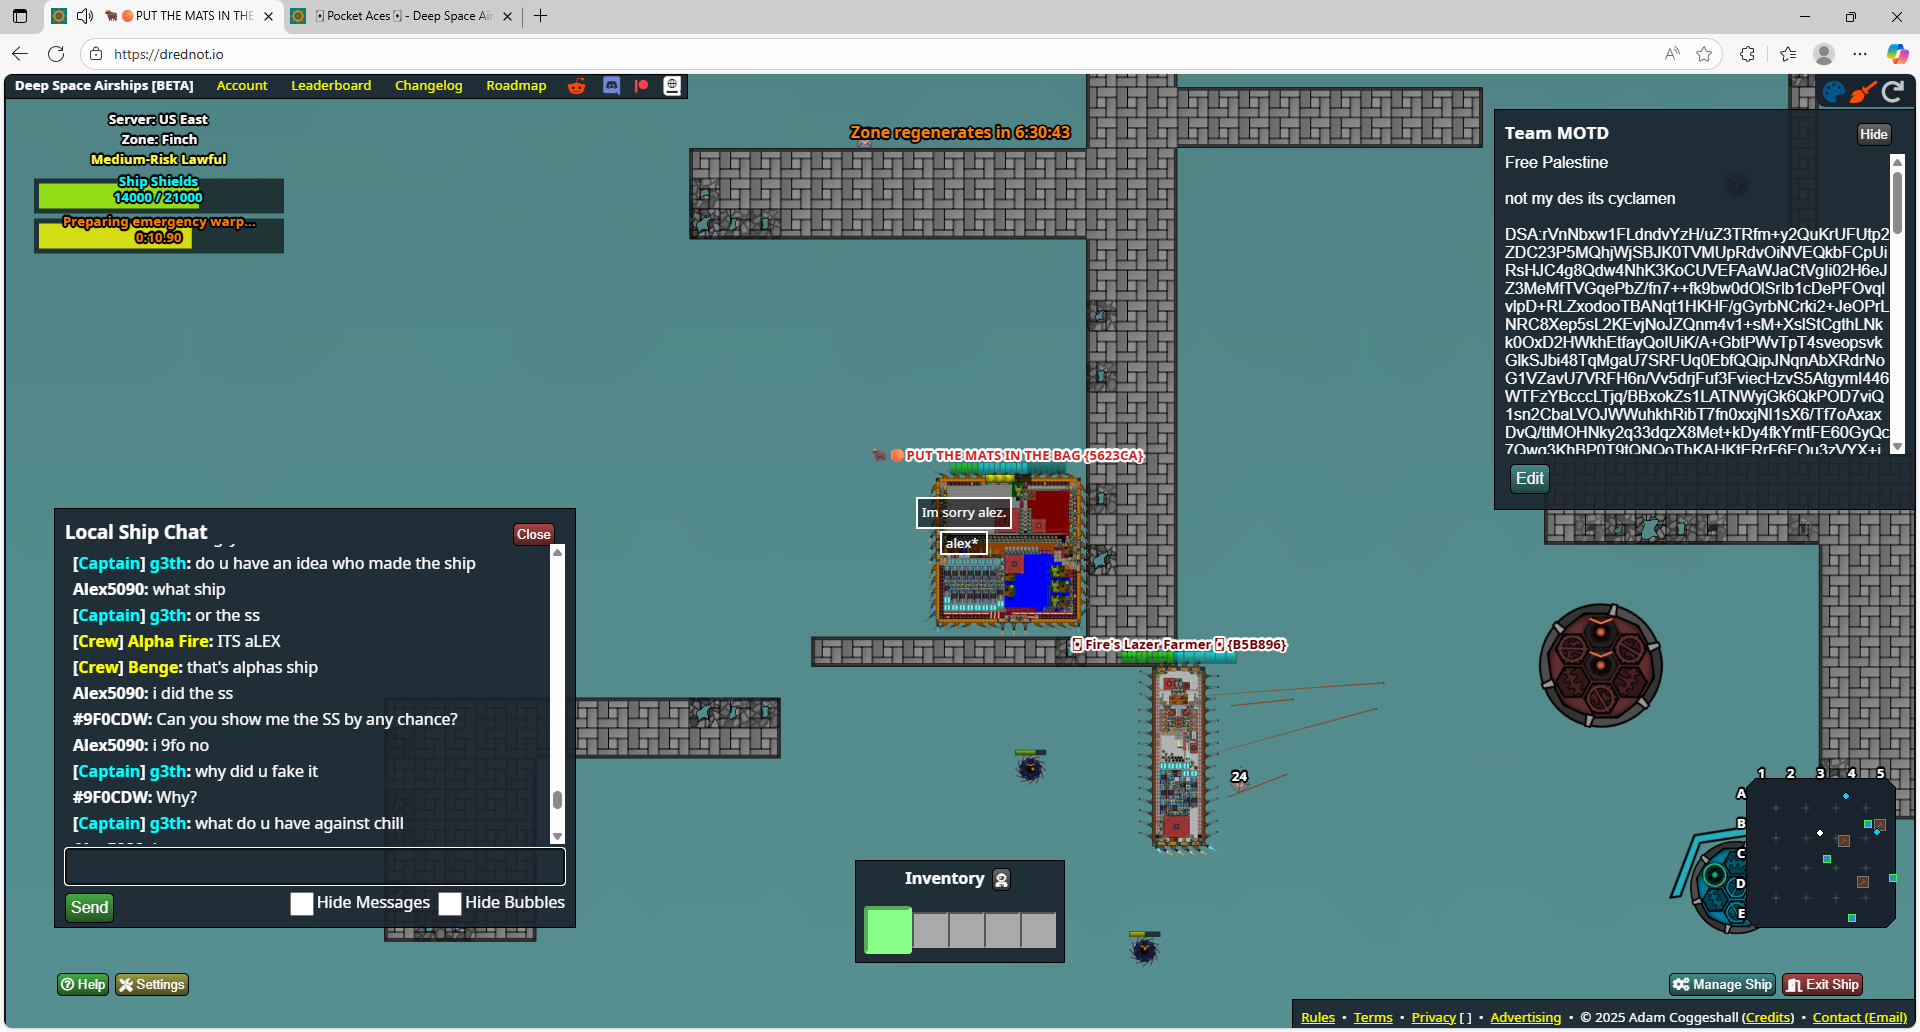 PUT THE MATS IN THE
Pocket Aces - Deep Space Air
https://drednot.io
Deep Space Airships [BETA]
Account
Leaderboard
Changelog
Roadmap
Server: US East
Zone: Finch
Medium-Risk Lawful
Ship Shields
14000 / 21000
Preparing emergency warp...
0:10.90
Zone regenerates in 6:30:43
Team MOTD
Hide
Free Palestine
not my des its cyclamen
Edit
PUT THE MATS IN THE BAG {5623CA}
Im sorry alez.
alex*
Fire's Lazer Farmer {B5B896}
24
Local Ship Chat
Close
[Captain] g3th: do u have an idea who made the ship
Alex5090: what ship
[Captain] g3th: or the ss
[Crew] Alpha Fire: ITS aLEX
[Crew] Benge: that's alphas ship
Alex5090: i did the ss
#9F0CDW: Can you show me the SS by any chance?
Alex5090: i 9fo no
[Captain] g3th: why did u fake it
#9F0CDW: Why?
[Captain] g3th: what do u have against chill
Send
Hide Messages
Hide Bubbles
Inventory
1 2 3 4 5
A
B
C
D
E
Help
Settings
Manage Ship
Exit Ship
Rules • Terms • Privacy [ ] • Advertising • © 2025 Adam Coggeshall (Credits) • Contact (Email)